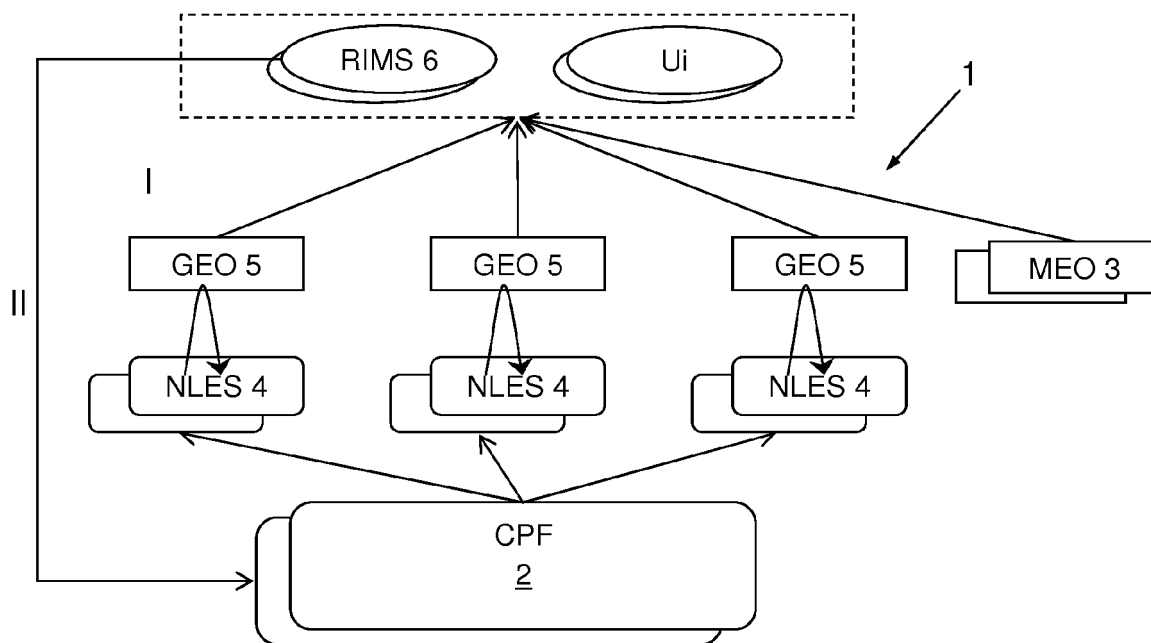 RIMS 6
Ui
1
I
GEO 5
GEO 5
GEO 5
MEO 3
II
NLES 4
NLES 4
NLES 4
CPF
2